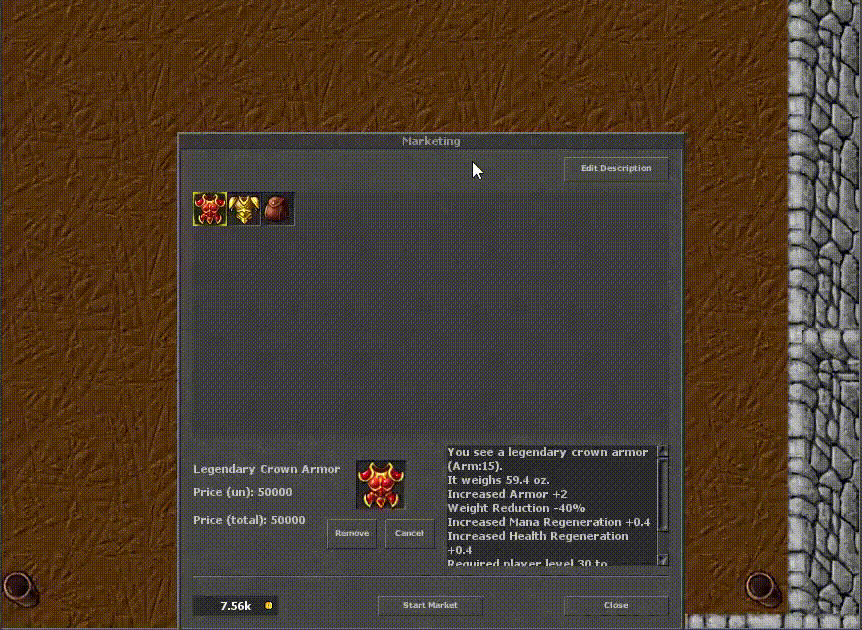 Marketing
Edit Description
Legendary Crown Armor
Price (un): 50000
Price (total): 50000
Remove
Cancel
You see a legendary crown armor
(Arm:15).
It weighs 59.4 oz.
Increased Armor +2
Weight Reduction -40%
Increased Mana Regeneration +0.4
Increased Health Regeneration
+0.4
Required player level 30 to
7.56k
Start Market
Close